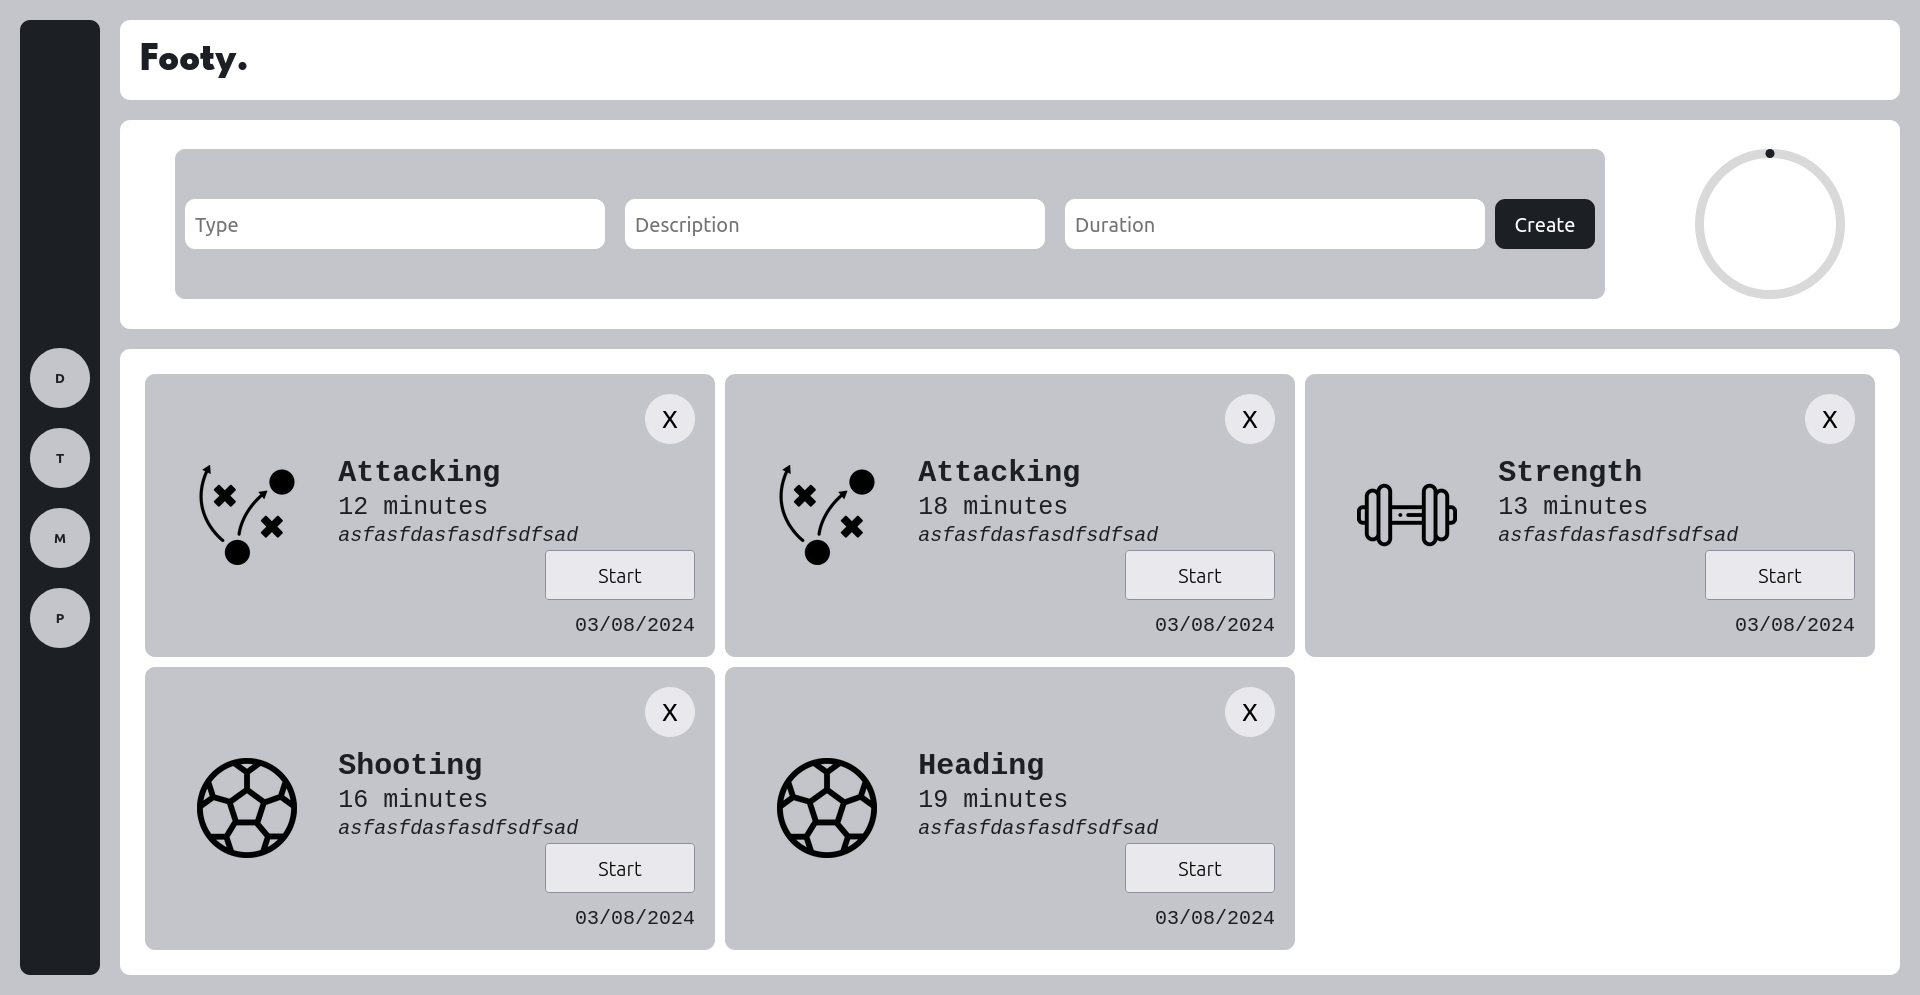 Footy.
Type
Description
Duration
Create
D
T
M
P
X
Attacking
12 minutes
asfasfdasfasdfsdfsad
Start
03/08/2024
X
Attacking
18 minutes
asfasfdasfasdfsdfsad
Start
03/08/2024
X
Strength
13 minutes
asfasfdasfasdfsdfsad
Start
03/08/2024
X
Shooting
16 minutes
asfasfdasfasdfsdfsad
Start
03/08/2024
X
Heading
19 minutes
asfasfdasfasdfsdfsad
Start
03/08/2024